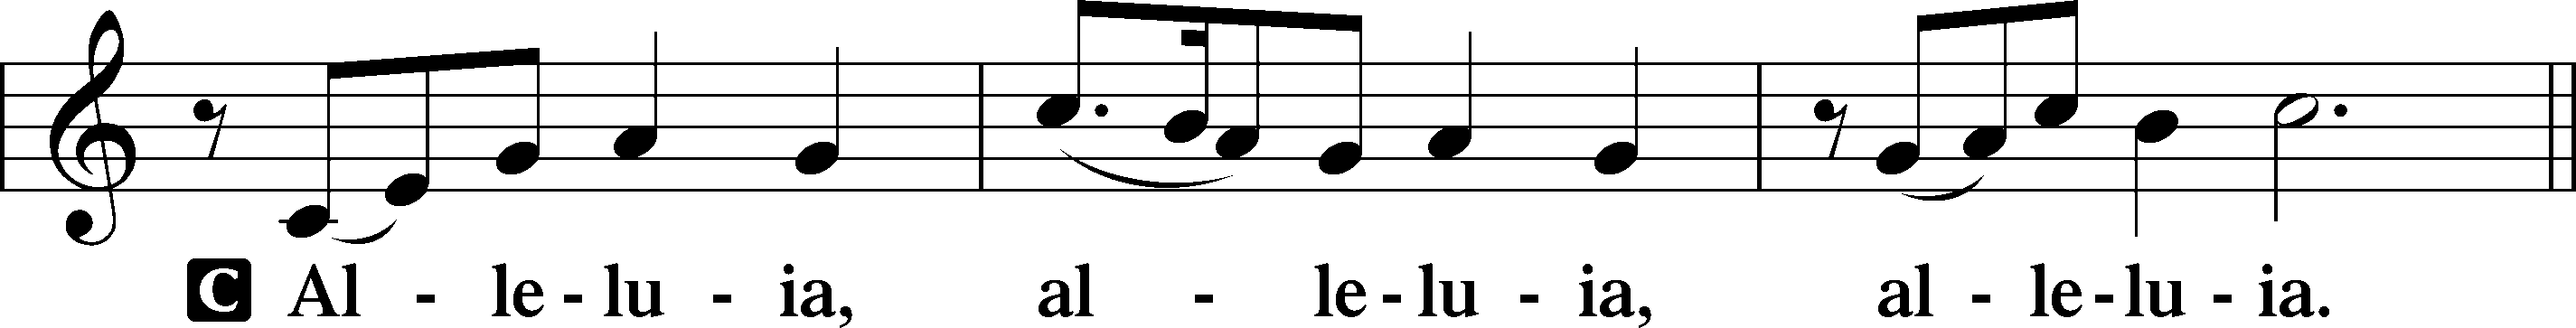 C Al - le - lu - ia, al - le - lu - ia, al - le - lu - ia.